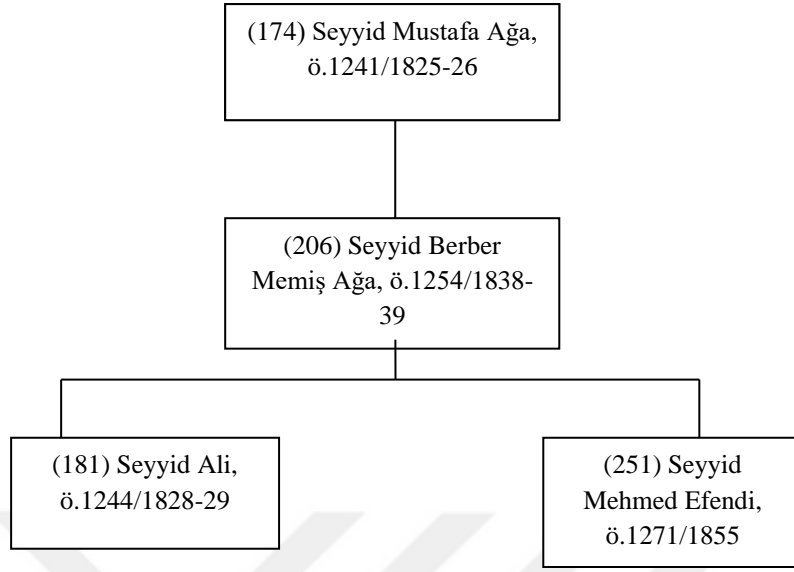 (174) Seyyid Mustafa Ağa,
ö.1241/1825-26
(206) Seyyid Berber
Memiş Ağa, ö.1254/1838-
39
(181) Seyyid Ali,
ö.1244/1828-29
(251) Seyyid
Mehmed Efendi,
ö.1271/1855